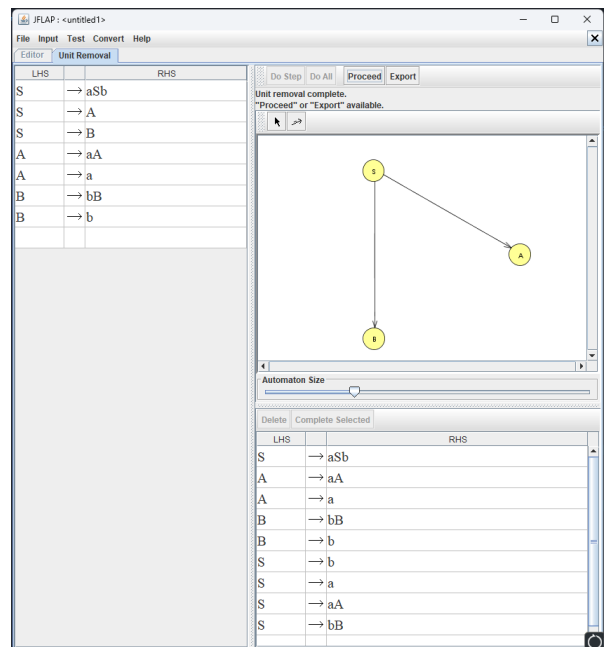 JFLAP : <untitled1>
File Input Test Convert Help
Editor Unit Removal
LHS RHS
S → aSb
S → A
S → B
A → aA
A → a
B → bB
B → b
Do Step Do All Proceed Export
Unit removal complete.
"Proceed" or "Export" available.
S
A
B
Automaton Size
Delete Complete Selected
LHS RHS
S → aSb
A → aA
A → a
B → bB
B → b
S → b
S → a
S → aA
S → bB